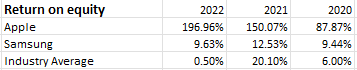 Return on equity 2022 2021 2020
Apple 196.96% 150.07% 87.87%
Samsung 9.63% 12.53% 9.44%
Industry Average 0.50% 20.10% 6.00%